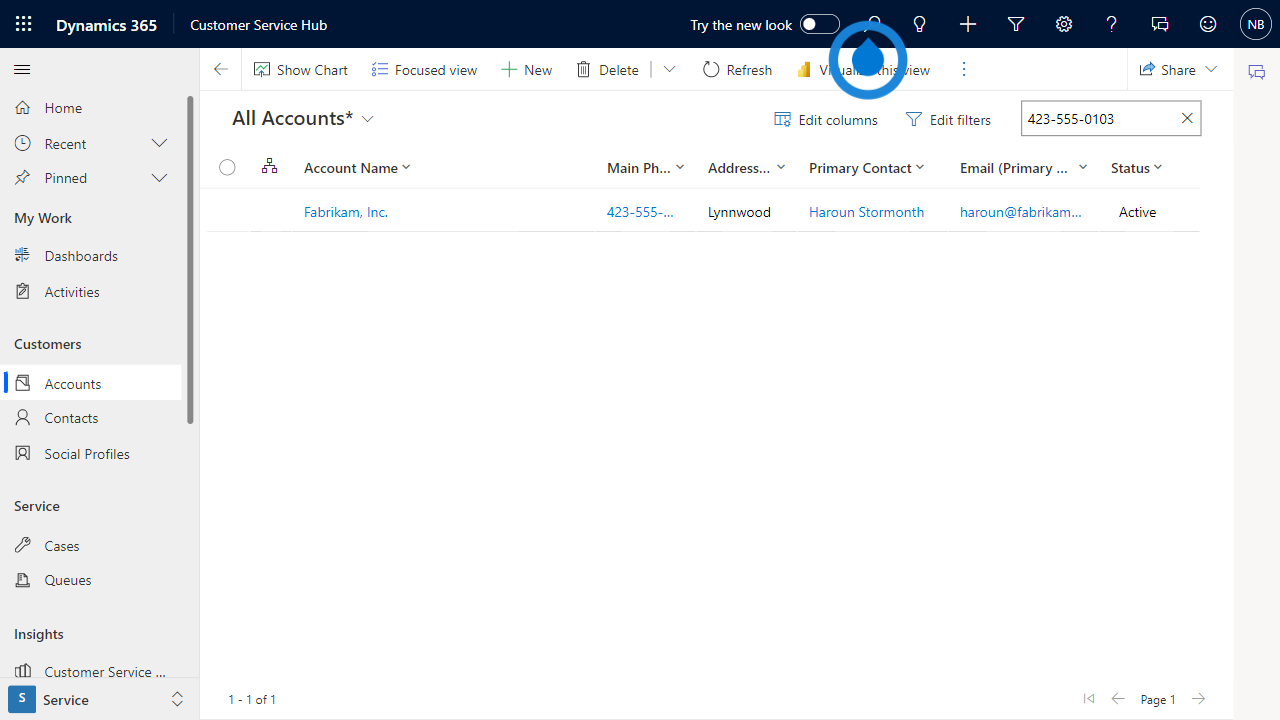 Dynamics 365 Customer Service Hub Try the new look NB
Show Chart Focused view New Delete Refresh Visualize this view Share
Home
Recent
Pinned
My Work
Dashboards
Activities
Customers
Accounts
Contacts
Social Profiles
Service
Cases
Queues
Insights
Customer Service ...
S Service
All Accounts* Edit columns Edit filters 423-555-0103
Account Name Main Ph... Address... Primary Contact Email (Primary ... Status
Fabrikam, Inc. 423-555-... Lynnwood Haroun Stormonth haroun@fabrikam... Active
1 - 1 of 1 Page 1